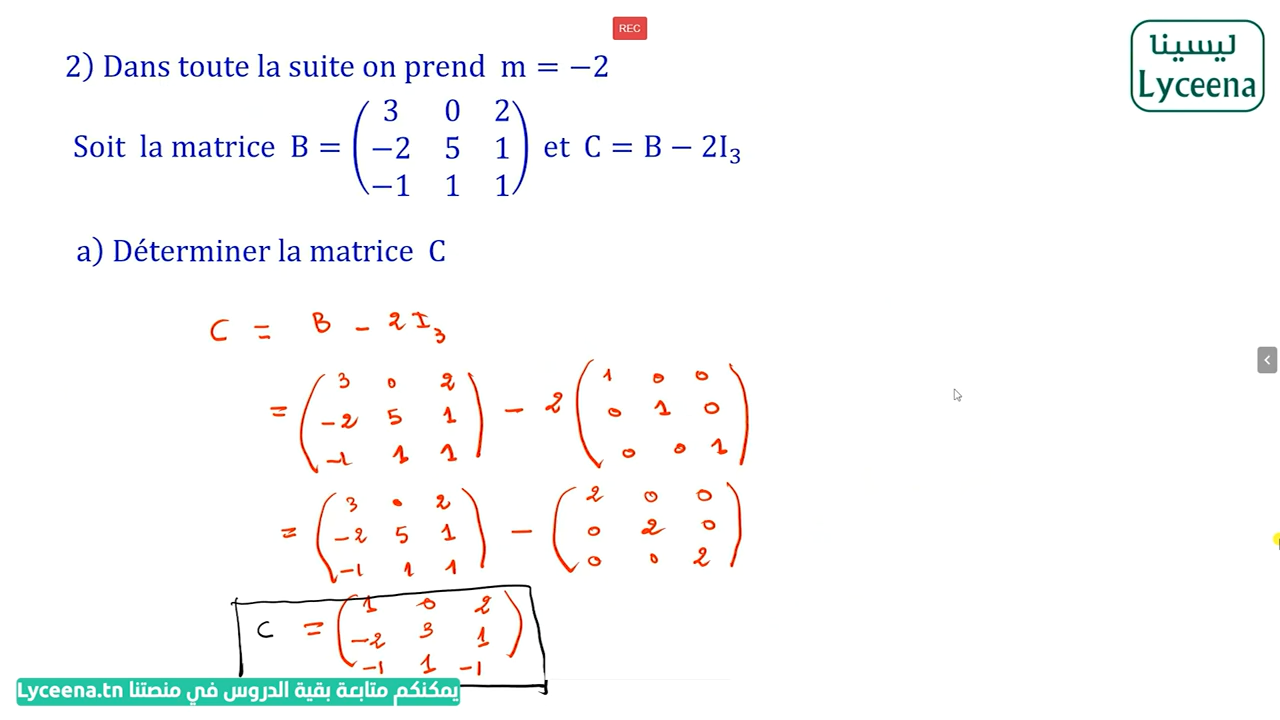 REC
ليسينا
Lyceena
2) Dans toute la suite on prend m = −2
Soit la matrice B = ( 3 0 2
−2 5 1
−1 1 1 ) et C = B − 2I₃
a) Déterminer la matrice C
C = B − 2 I₃
= ( 3 0 2
−2 5 1
−1 1 1 ) − 2 ( 1 0 0
0 1 0
0 0 1 )
= ( 3 0 2
−2 5 1
−1 1 1 ) − ( 2 0 0
0 2 0
0 0 2 )
C = ( 1 0 2
−2 3 1
−1 1 −1 )
يمكنكم متابعة بقية الدروس في منصتنا Lyceena.tn